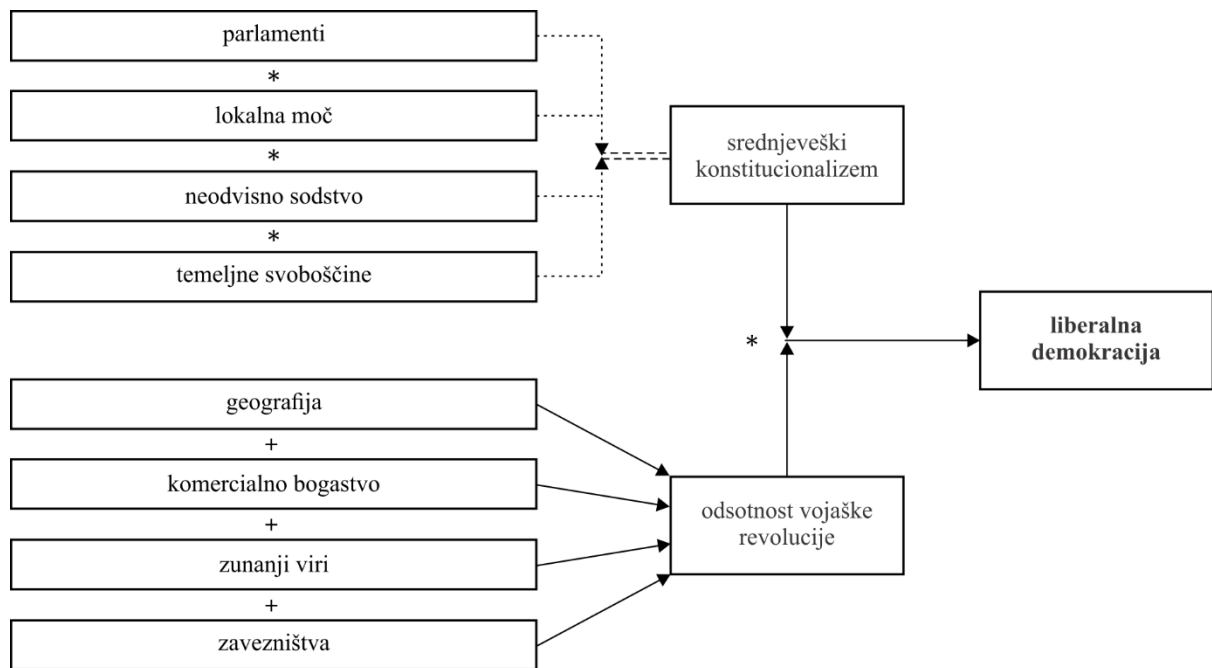 parlamenti
*
lokalna moč
*
neodvisno sodstvo
*
temeljne svoboščine
srednjeveški
konstitucionalizem
*
liberalna
demokracija
geografija
+
komercialno bogastvo
+
zunanji viri
+
zavezništva
odsotnost vojaške
revolucije